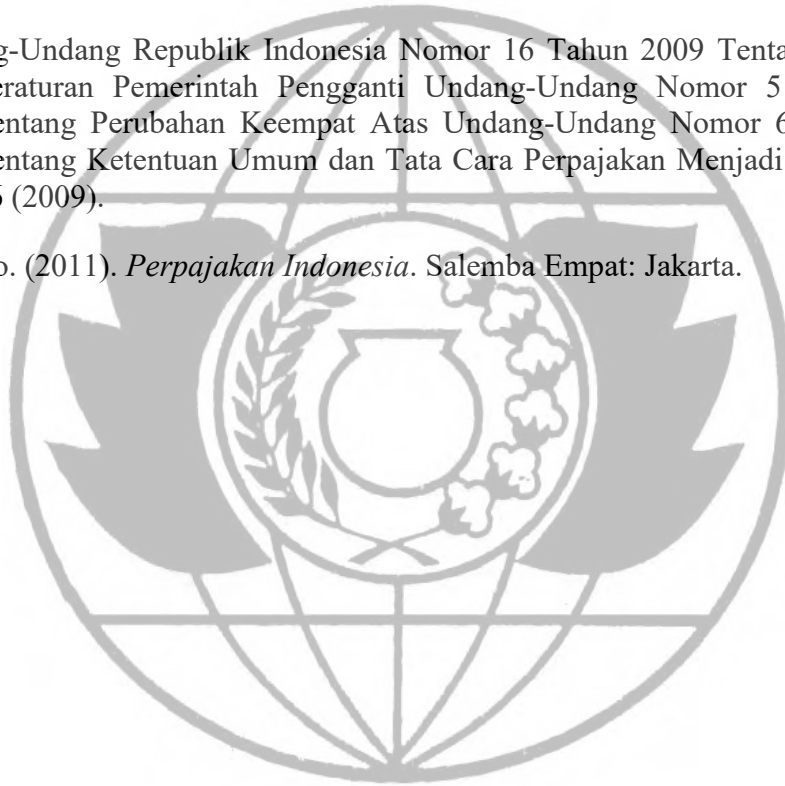 g-Undang Republik Indonesia Nomor 16 Tahun 2009 Tenta
eraturan Pemerintah Pengganti Undang-Undang Nomor 5
entang Perubahan Keempat Atas Undang-Undang Nomor 6
entang Ketentuan Umum dan Tata Cara Perpajakan Menjadi
(2009).
o. (2011). Perpajakan Indonesia. Salemba Empat: Jakarta.